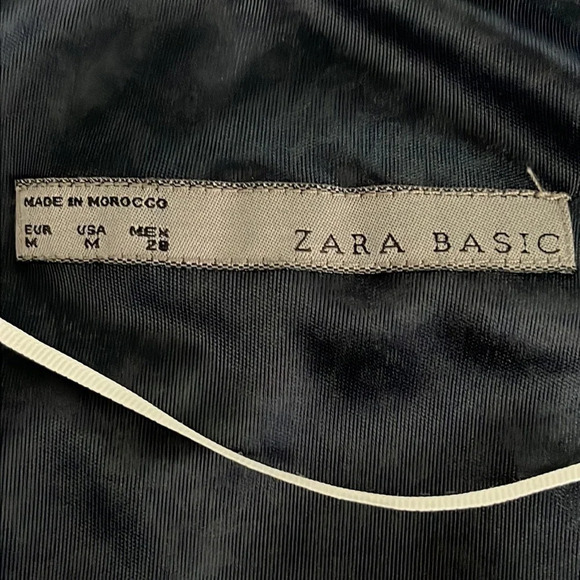 MADE IN MOROCCO
EUR USA MEX
M M 28
ZARA BASIC